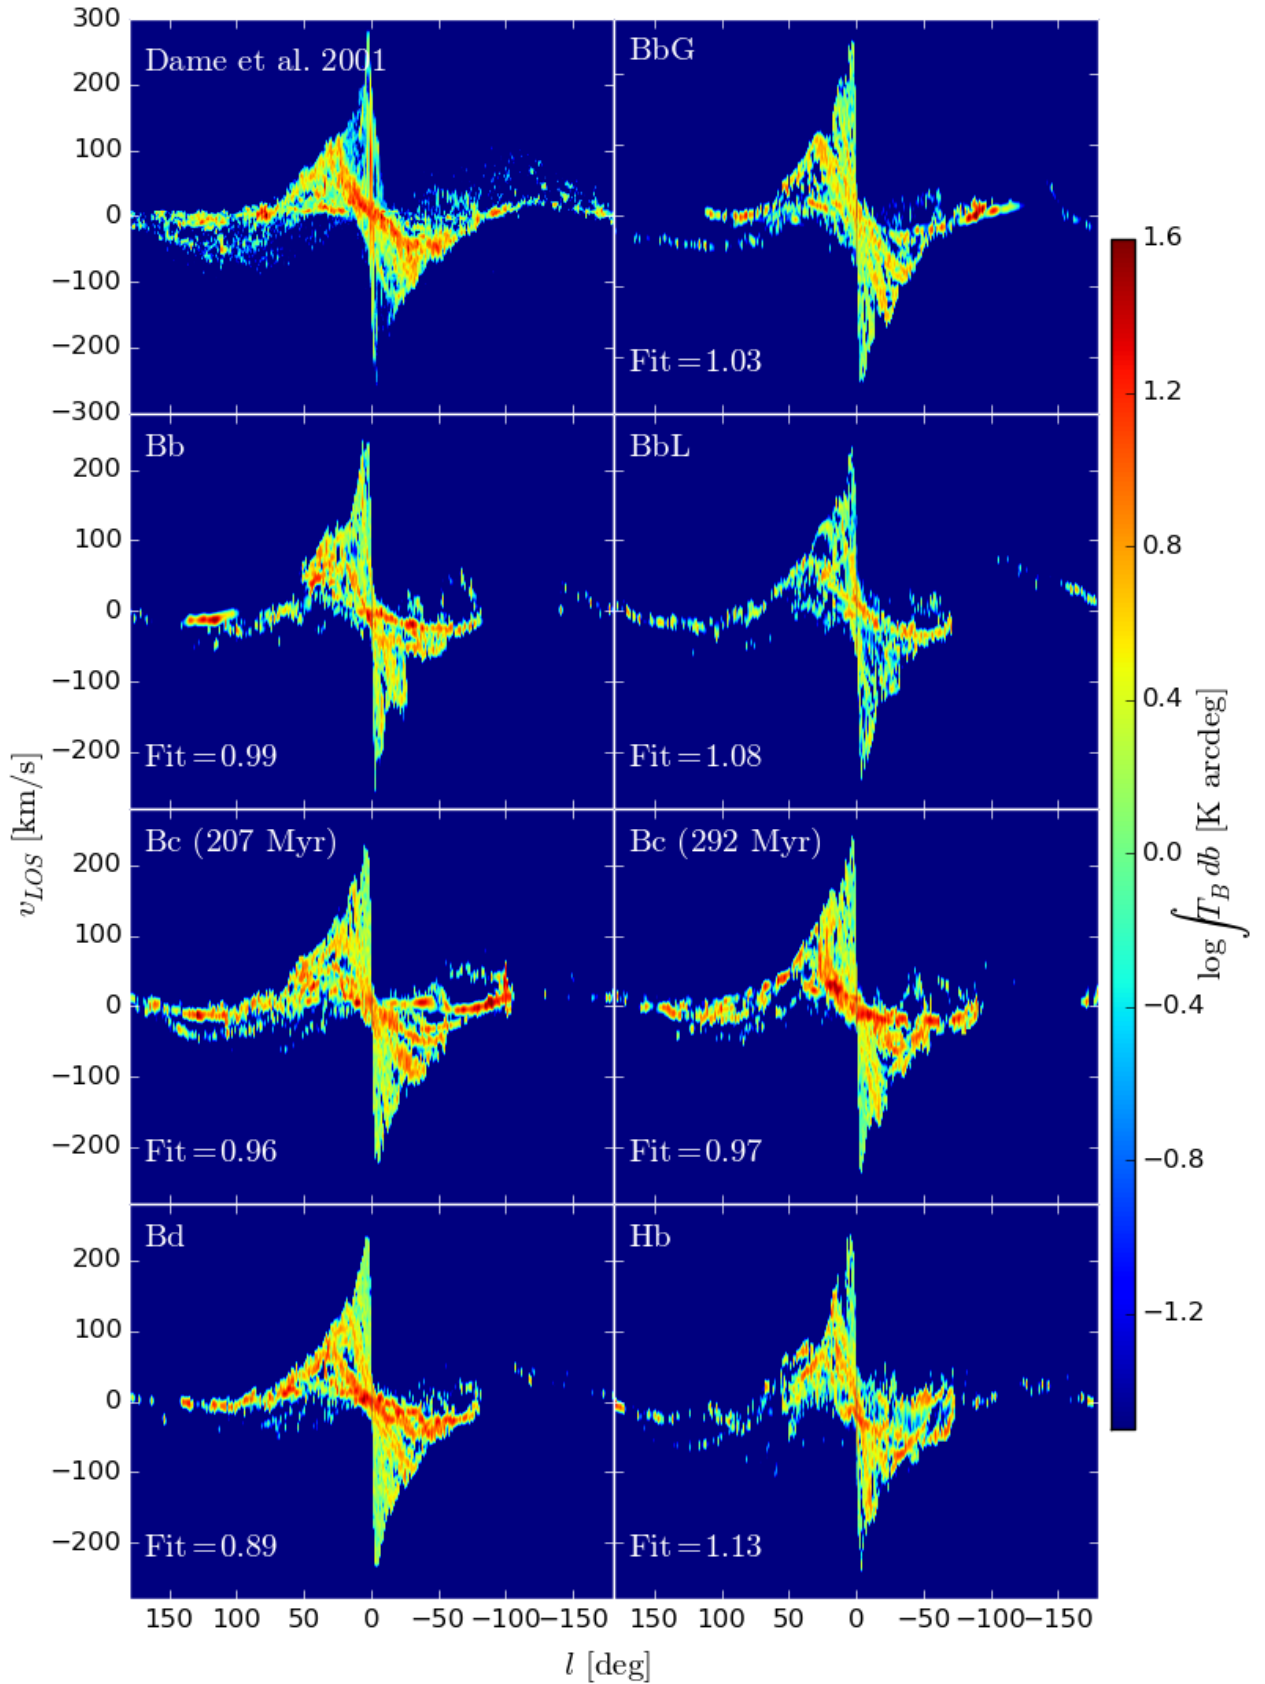 Dame et al. 2001
BbG
Fit=1.03
300
200
100
0
−100
−200
−300
Bb
BbL
Fit=0.99
Fit=1.08
200
100
0
−100
−200
Bc (207 Myr)
Bc (292 Myr)
Fit=0.96
Fit=0.97
200
100
0
−100
−200
Bd
Hb
Fit=0.89
Fit=1.13
200
100
0
−100
−200
150 100 50 0 −50 −100 −150
150 100 50 0 −50 −100 −150
l [deg]
v_LOS [km/s]
1.6
1.2
0.8
0.4
0.0
−0.4
−0.8
−1.2
log ∫T_B db [K arcdeg]